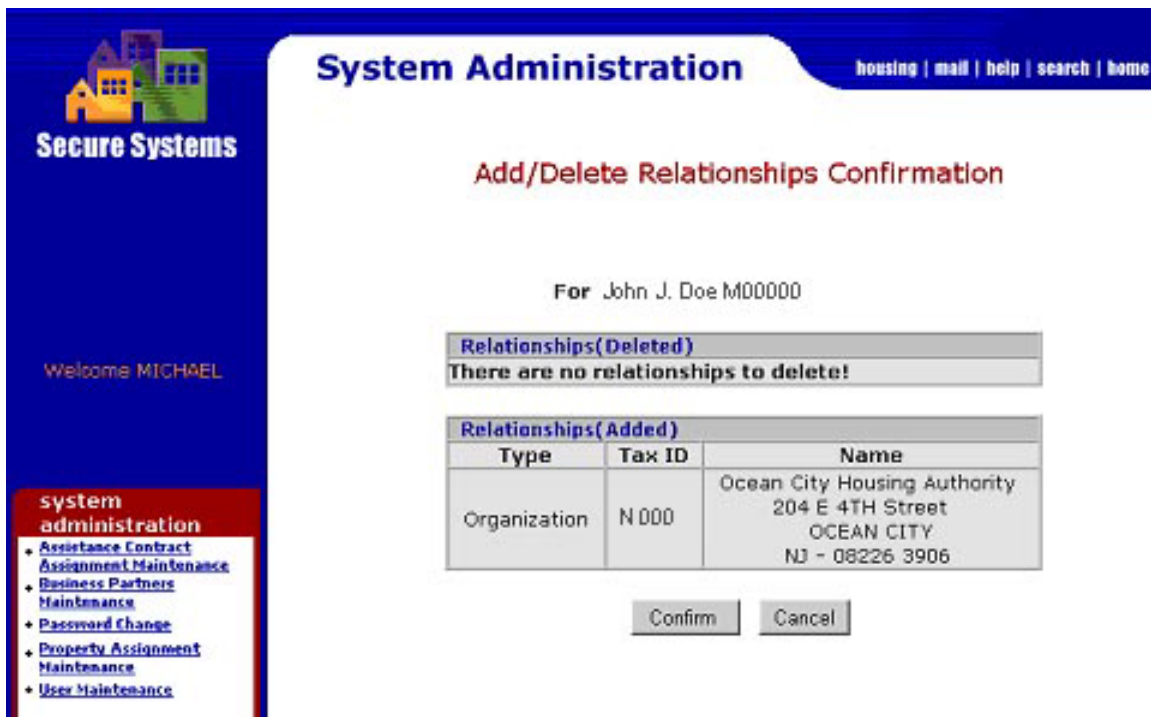 System Administration
housing | mail | help | search | home
Secure Systems
Add/Delete Relationships Confirmation
For John J. Doe M00000
Welcome MICHAEL
Relationships(Deleted)
There are no relationships to delete!
Relationships(Added)
Type Tax ID Name
Organization N 000 Ocean City Housing Authority
204 E 4TH Street
OCEAN CITY
NJ - 08226 3906
Confirm Cancel
system
administration
Assistance Contract
Assignment Maintenance
Business Partners
Maintenance
Password Change
Property Assignment
Maintenance
User Maintenance